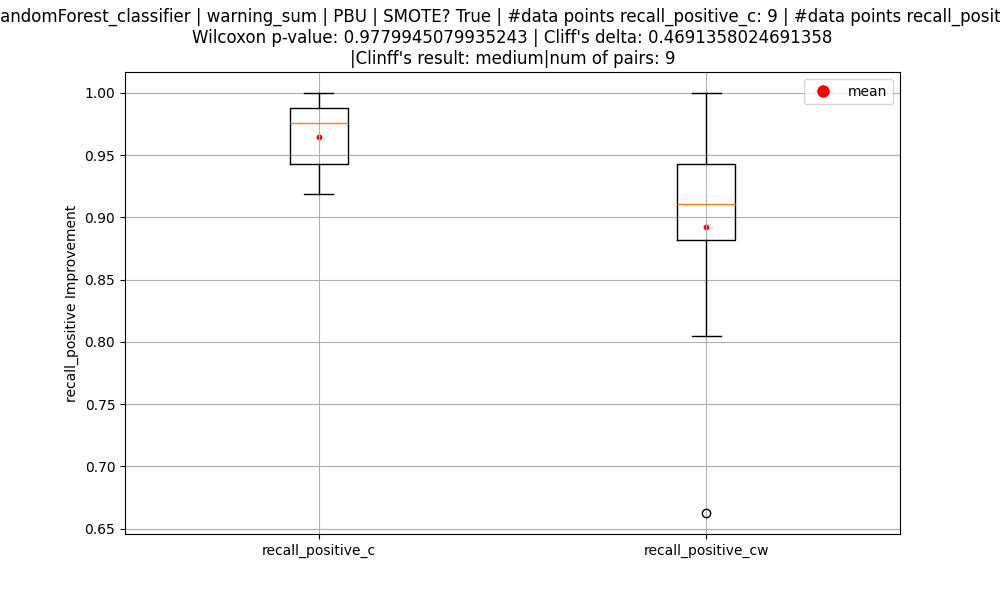 andomForest_classifier | warning_sum | PBU | SMOTE? True | #data points recall_positive_c: 9 | #data points recall_posit
Wilcoxon p-value: 0.9779945079935243 | Cliff's delta: 0.4691358024691358
|Clinff's result: medium|num of pairs: 9
mean
1.00
0.95
0.90
0.85
0.80
0.75
0.70
0.65
recall_positive Improvement
recall_positive_c
recall_positive_cw